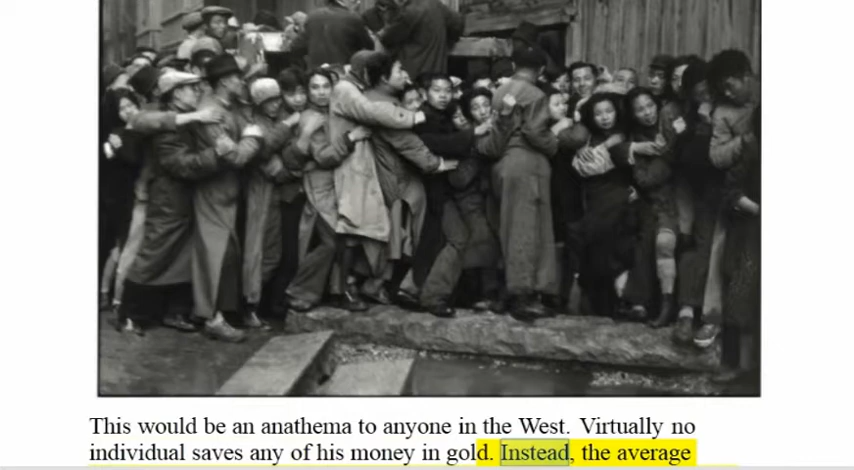 This would be an anathema to anyone in the West. Virtually no
individual saves any of his money in gold. Instead, the average